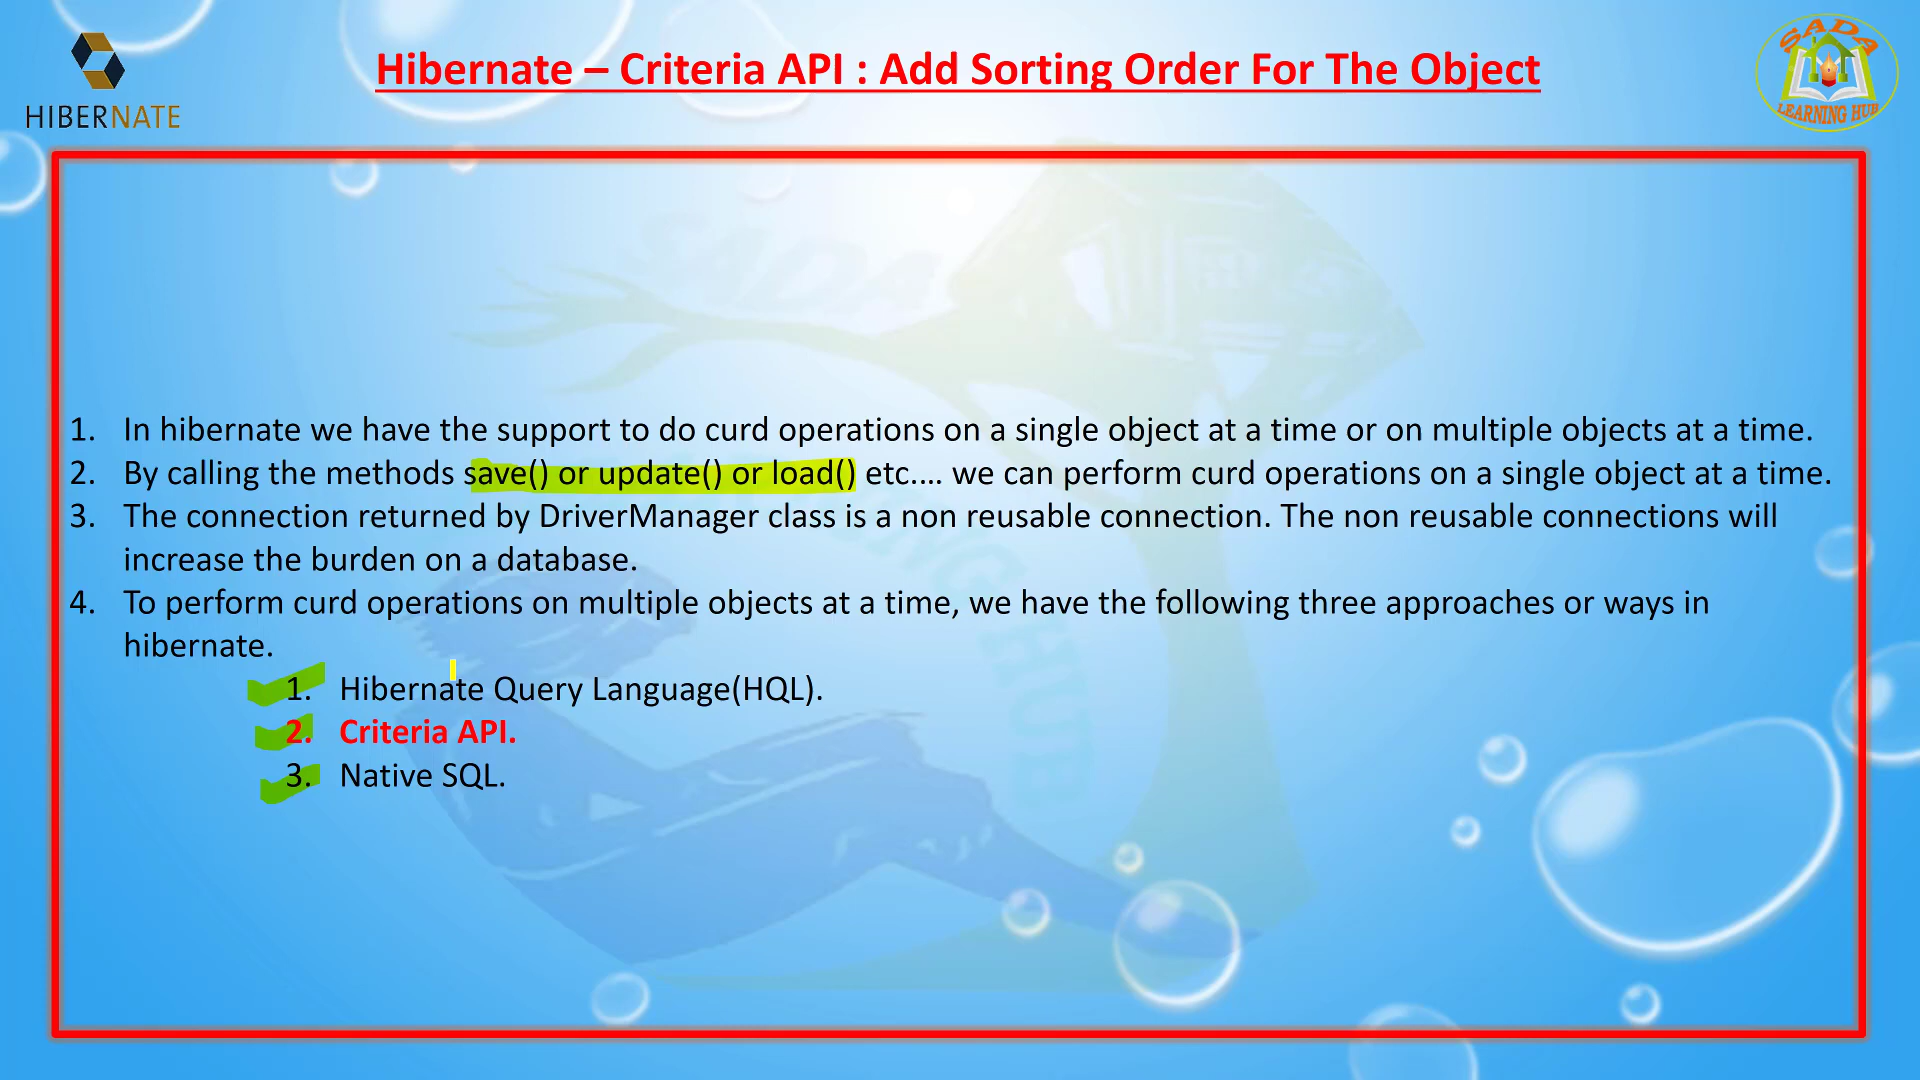 HIBERNATE
Hibernate – Criteria API : Add Sorting Order For The Object
SADA
LEARNING HUB
1. In hibernate we have the support to do curd operations on a single object at a time or on multiple objects at a time.
2. By calling the methods save() or update() or load() etc.... we can perform curd operations on a single object at a time.
3. The connection returned by DriverManager class is a non reusable connection. The non reusable connections will
increase the burden on a database.
4. To perform curd operations on multiple objects at a time, we have the following three approaches or ways in
hibernate.
1. Hibernate Query Language(HQL).
2. Criteria API.
3. Native SQL.